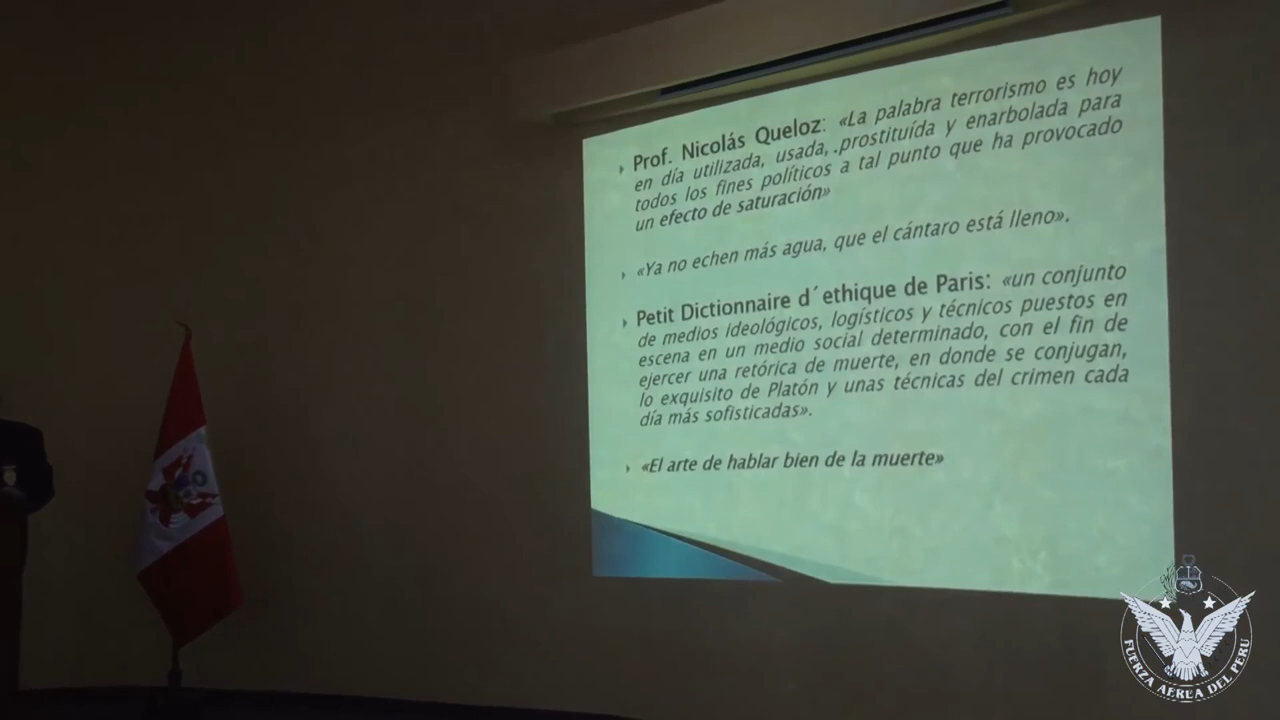 Prof. Nicolás Queloz: «La palabra terrorismo es hoy
en día utilizada, usada, .prostituída y enarbolada para
todos los fines políticos a tal punto que ha provocado
un efecto de saturación»
«Ya no echen más agua, que el cántaro está lleno».
Petit Dictionnaire d´ethique de Paris: «un conjunto
de medios ideológicos, logísticos y técnicos puestos en
escena en un medio social determinado, con el fin de
ejercer una retórica de muerte, en donde se conjugan,
lo exquisito de Platón y unas técnicas del crimen cada
día más sofisticadas».
«El arte de hablar bien de la muerte»
FUERZA AEREA DEL PERU